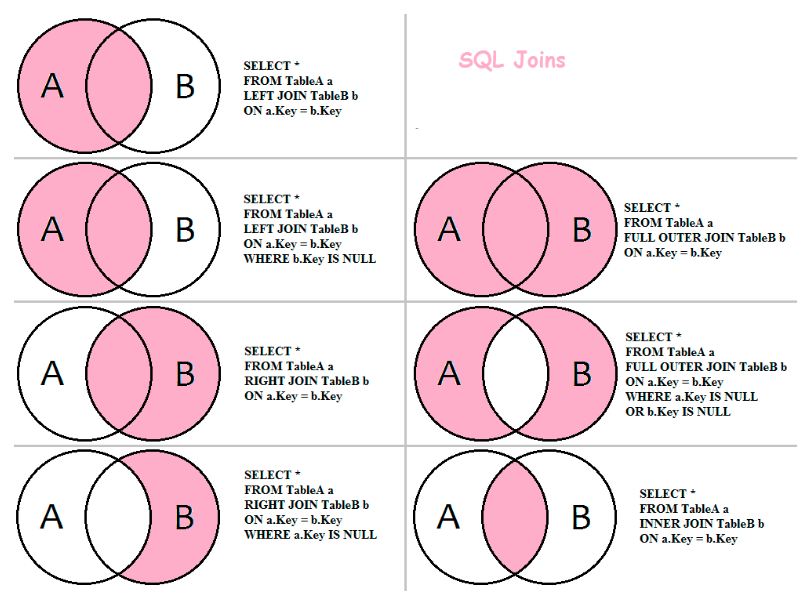 A
B
SELECT *
FROM TableA a
LEFT JOIN TableB b
ON a.Key = b.Key
SQL Joins
A
B
SELECT *
FROM TableA a
LEFT JOIN TableB b
ON a.Key = b.Key
WHERE b.Key IS NULL
A
B
SELECT *
FROM TableA a
FULL OUTER JOIN TableB b
ON a.Key = b.Key
A
B
SELECT *
FROM TableA a
RIGHT JOIN TableB b
ON a.Key = b.Key
A
B
SELECT *
FROM TableA a
FULL OUTER JOIN TableB b
ON a.Key = b.Key
WHERE a.Key IS NULL
OR b.Key IS NULL
A
B
SELECT *
FROM TableA a
RIGHT JOIN TableB b
ON a.Key = b.Key
WHERE a.Key IS NULL
A
B
SELECT *
FROM TableA a
INNER JOIN TableB b
ON a.Key = b.Key